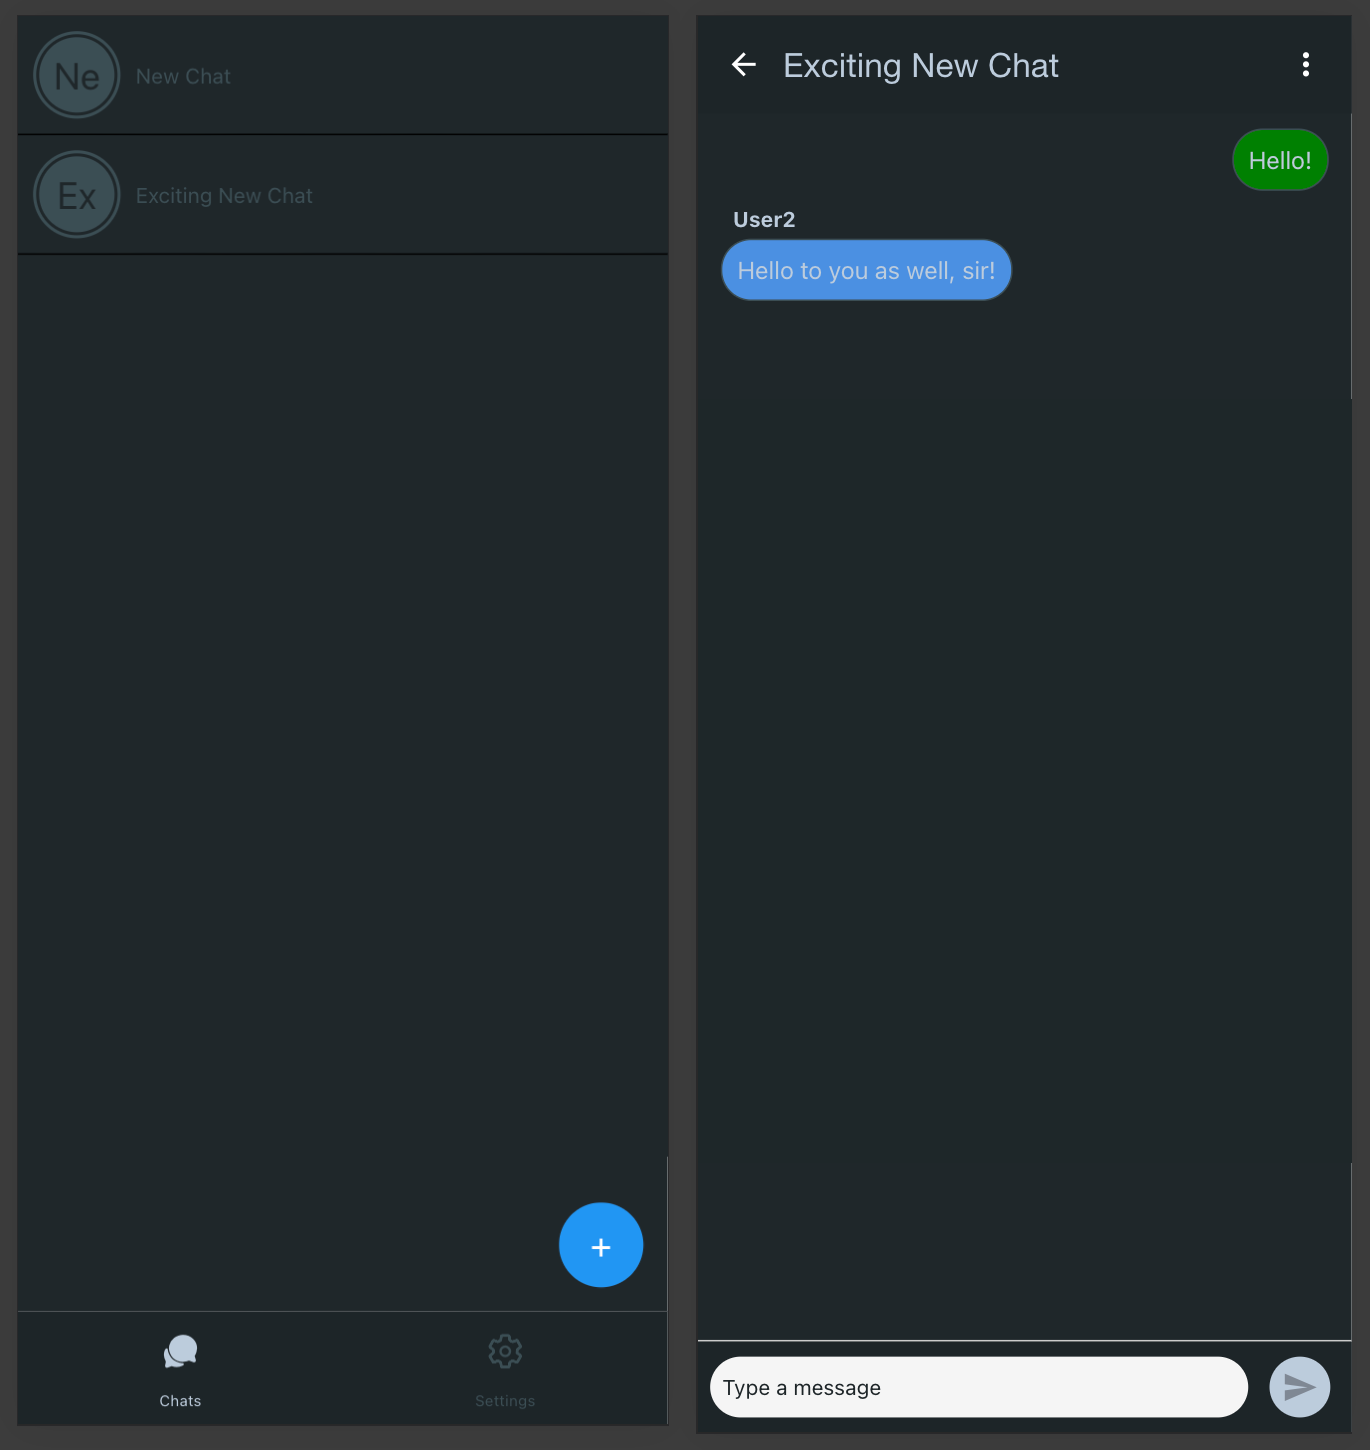 Ne
New Chat
Ex
Exciting New Chat
Chats
Settings
Exciting New Chat
Hello!
User2
Hello to you as well, sir!
Type a message